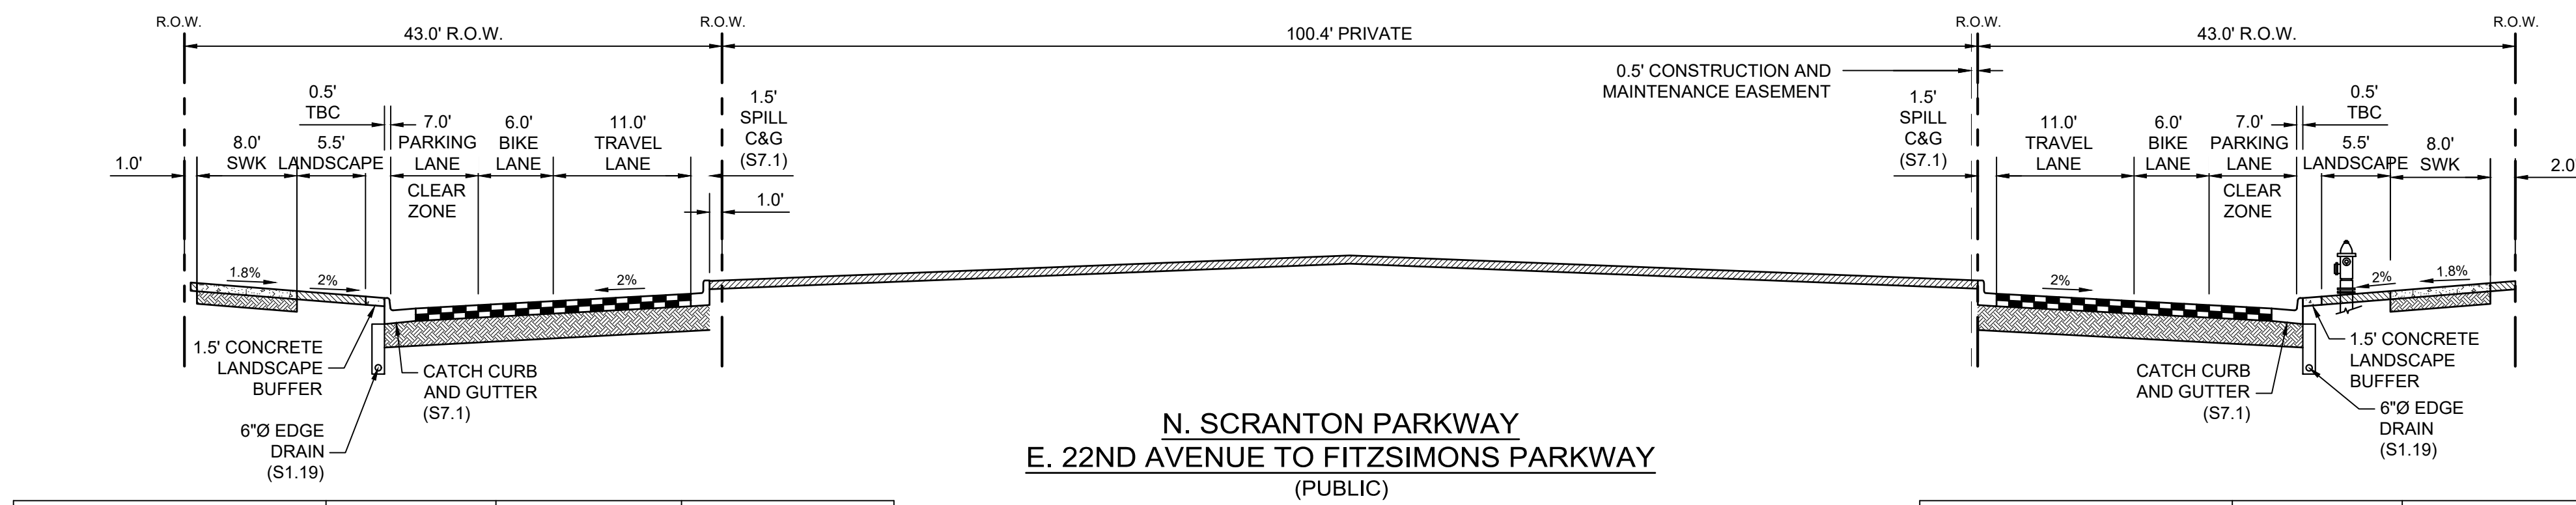 R.O.W.
R.O.W.
R.O.W.
R.O.W.
43.0' R.O.W.
100.4' PRIVATE
43.0' R.O.W.
0.5' CONSTRUCTION AND
MAINTENANCE EASEMENT
1.0'
8.0'
SWK
5.5'
LANDSCAPE
0.5'
TBC
7.0'
PARKING
LANE
CLEAR
ZONE
6.0'
BIKE
LANE
11.0'
TRAVEL
LANE
1.5'
SPILL
C&G
(S7.1)
1.0'
1.5'
SPILL
C&G
(S7.1)
11.0'
TRAVEL
LANE
6.0'
BIKE
LANE
7.0'
PARKING
LANE
CLEAR
ZONE
0.5'
TBC
5.5'
LANDSCAPE
8.0'
SWK
2.0
1.8%
2%
2%
2%
2%
1.8%
1.5' CONCRETE
LANDSCAPE
BUFFER
6"Ø EDGE
DRAIN
(S1.19)
CATCH CURB
AND GUTTER
(S7.1)
CATCH CURB
AND GUTTER
(S7.1)
1.5' CONCRETE
LANDSCAPE
BUFFER
6"Ø EDGE
DRAIN
(S1.19)
N. SCRANTON PARKWAY
E. 22ND AVENUE TO FITZSIMONS PARKWAY
(PUBLIC)